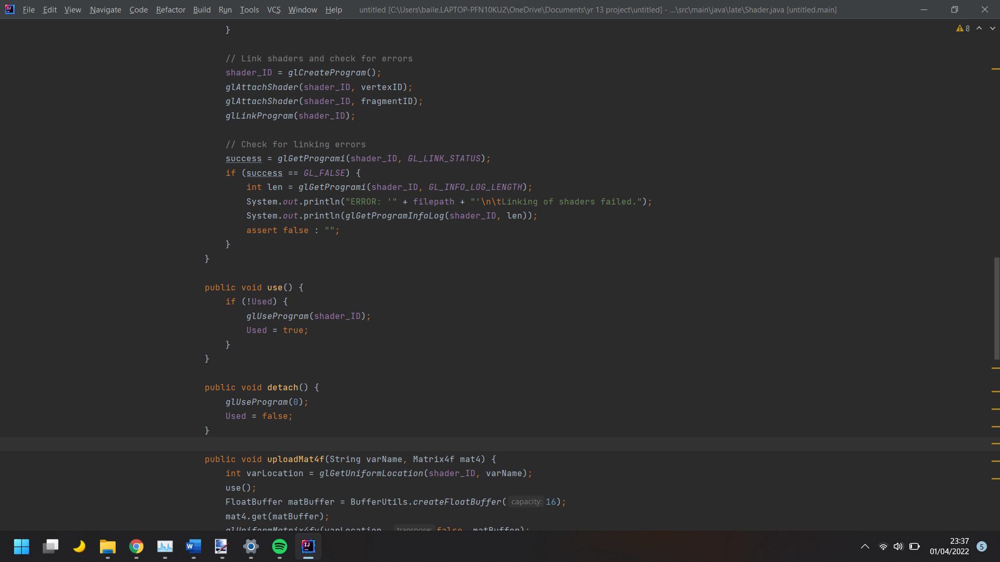 File Edit View Navigate Code Refactor Build Run Tools VCS Window Help untitled [C:\Users\baile.LAPTOP-PFN10KU2\OneDrive\Documents\yr 13 project\untitled] - ...\src\main\java\late\Shader.java [untitled.main]
}
8
// Link shaders and check for errors
shader_ID = glCreateProgram();
glAttachShader(shader_ID, vertexID);
glAttachShader(shader_ID, fragmentID);
glLinkProgram(shader_ID);
// Check for linking errors
success = glGetProgrami(shader_ID, GL_LINK_STATUS);
if (success == GL_FALSE) {
int len = glGetProgrami(shader_ID, GL_INFO_LOG_LENGTH);
System.out.println("ERROR: '" + filepath + "'\n\tLinking of shaders failed.");
System.out.println(glGetProgramInfoLog(shader_ID, len));
assert false : "";
}
}
public void use() {
if (!Used) {
glUseProgram(shader_ID);
Used = true;
}
}
public void detach() {
glUseProgram(0);
Used = false;
}
public void uploadMat4f(String varName, Matrix4f mat4) {
int varLocation = glGetUniformLocation(shader_ID, varName);
use();
FloatBuffer matBuffer = BufferUtils.createFloatBuffer( capacity: 16);
mat4.get(matBuffer);
glUniformMatrix4fv(varLocation, transpose: false, matBuffer);
23:37
01/04/2022
5